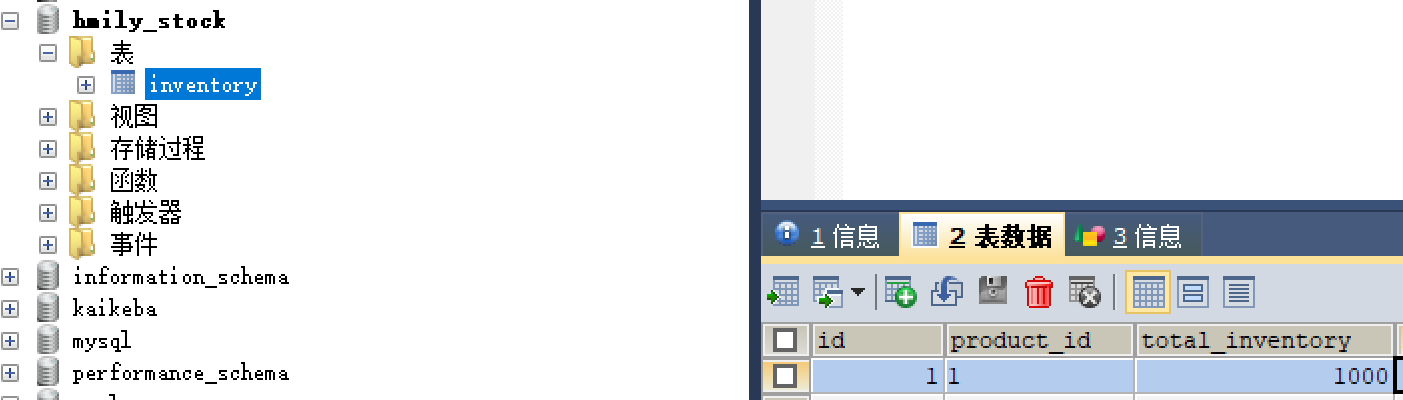 hmily_stock
表
inventory
视图
存储过程
函数
触发器
事件
information_schema
kaikeba
mysql
performance_schema
1 信息
2 表数据
3 信息
id product_id total_inventory
1 1 1000